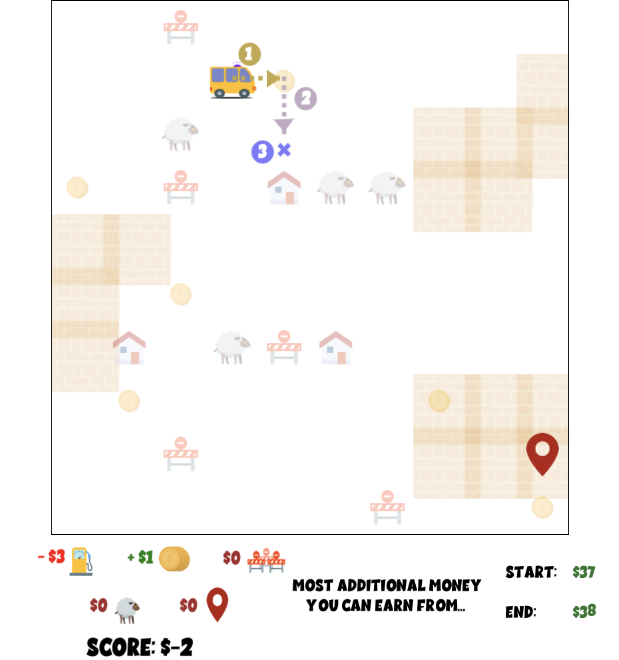 1
2
3
- $3 + $1 $0
$0 $0
MOST ADDITIONAL MONEY
YOU CAN EARN FROM...
START: $37
END: $38
SCORE: $-2